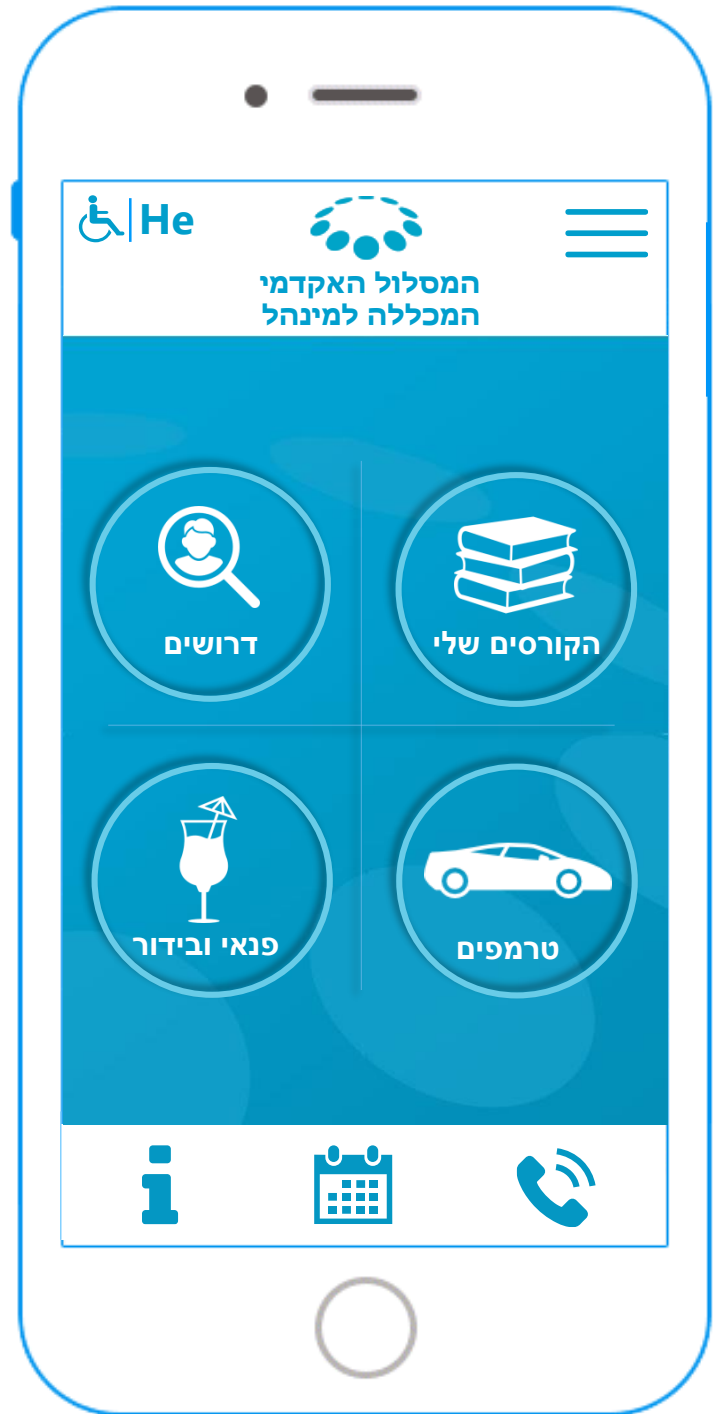 He
המסלול האקדמי
המכללה למינהל
הקורסים שלי
דרושים
טרמפים
פנאי ובידור